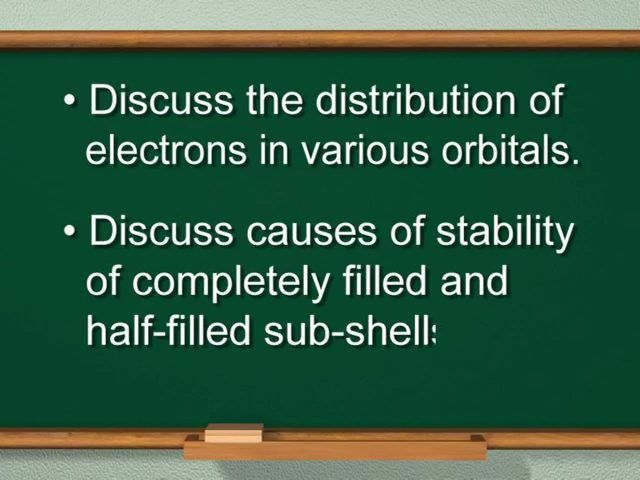 • Discuss the distribution of
electrons in various orbitals.
• Discuss causes of stability
of completely filled and
half-filled sub-shells